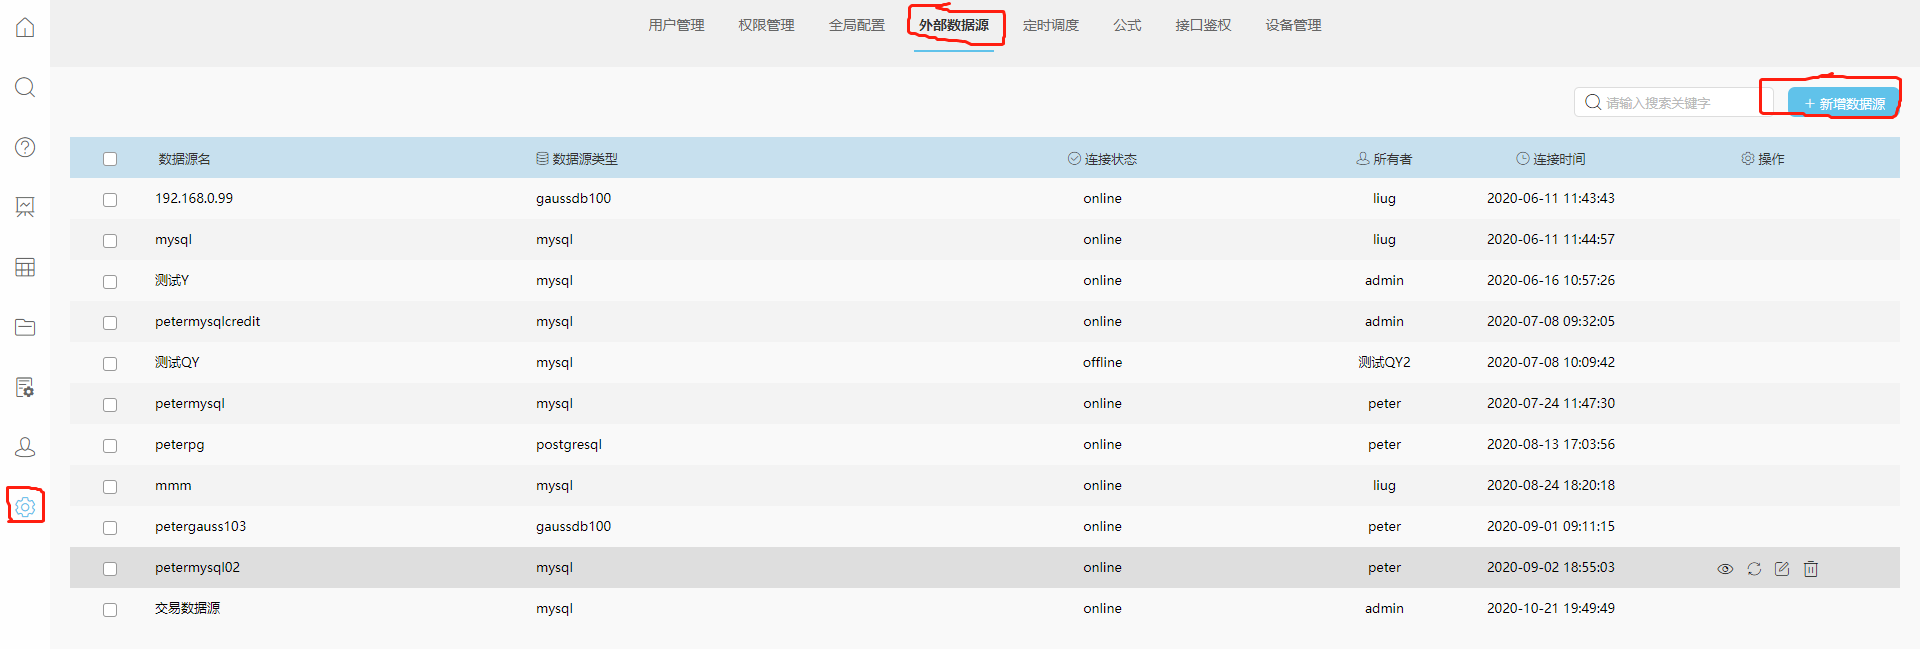 用户管理 权限管理 全局配置 外部数据源 定时调度 公式 接口鉴权 设备管理
请输入搜索关键字 + 新增数据源
数据源名 数据源类型 连接状态 所有者 连接时间 操作
192.168.0.99 gaussdb100 online liug 2020-06-11 11:43:43
mysql mysql online liug 2020-06-11 11:44:57
测试Y mysql online admin 2020-06-16 10:57:26
petermysqlcredit mysql online admin 2020-07-08 09:32:05
测试QY mysql offline 测试QY2 2020-07-08 10:09:42
petermysql mysql online peter 2020-07-24 11:47:30
peterpg postgresql online peter 2020-08-13 17:03:56
mmm mysql online liug 2020-08-24 18:20:18
petergauss103 gaussdb100 online peter 2020-09-01 09:11:15
petermysql02 mysql online peter 2020-09-02 18:55:03
交易数据源 mysql online admin 2020-10-21 19:49:49